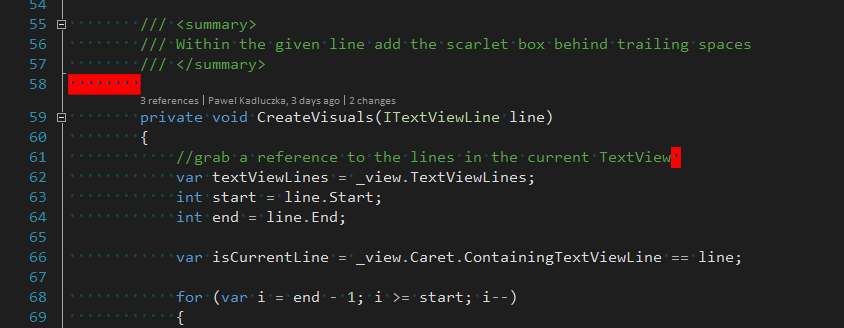 54
55 /// <summary>
56 /// Within the given line add the scarlet box behind trailing spaces
57 /// </summary>
58
3 references | Pawel Kadluczka, 3 days ago | 2 changes
59 private void CreateVisuals(ITextViewLine line)
60 {
61 //grab a reference to the lines in the current TextView
62 var textViewLines = _view.TextViewLines;
63 int start = line.Start;
64 int end = line.End;
65
66 var isCurrentLine = _view.Caret.ContainingTextViewLine == line;
67
68 for (var i = end - 1; i >= start; i--)
69 {